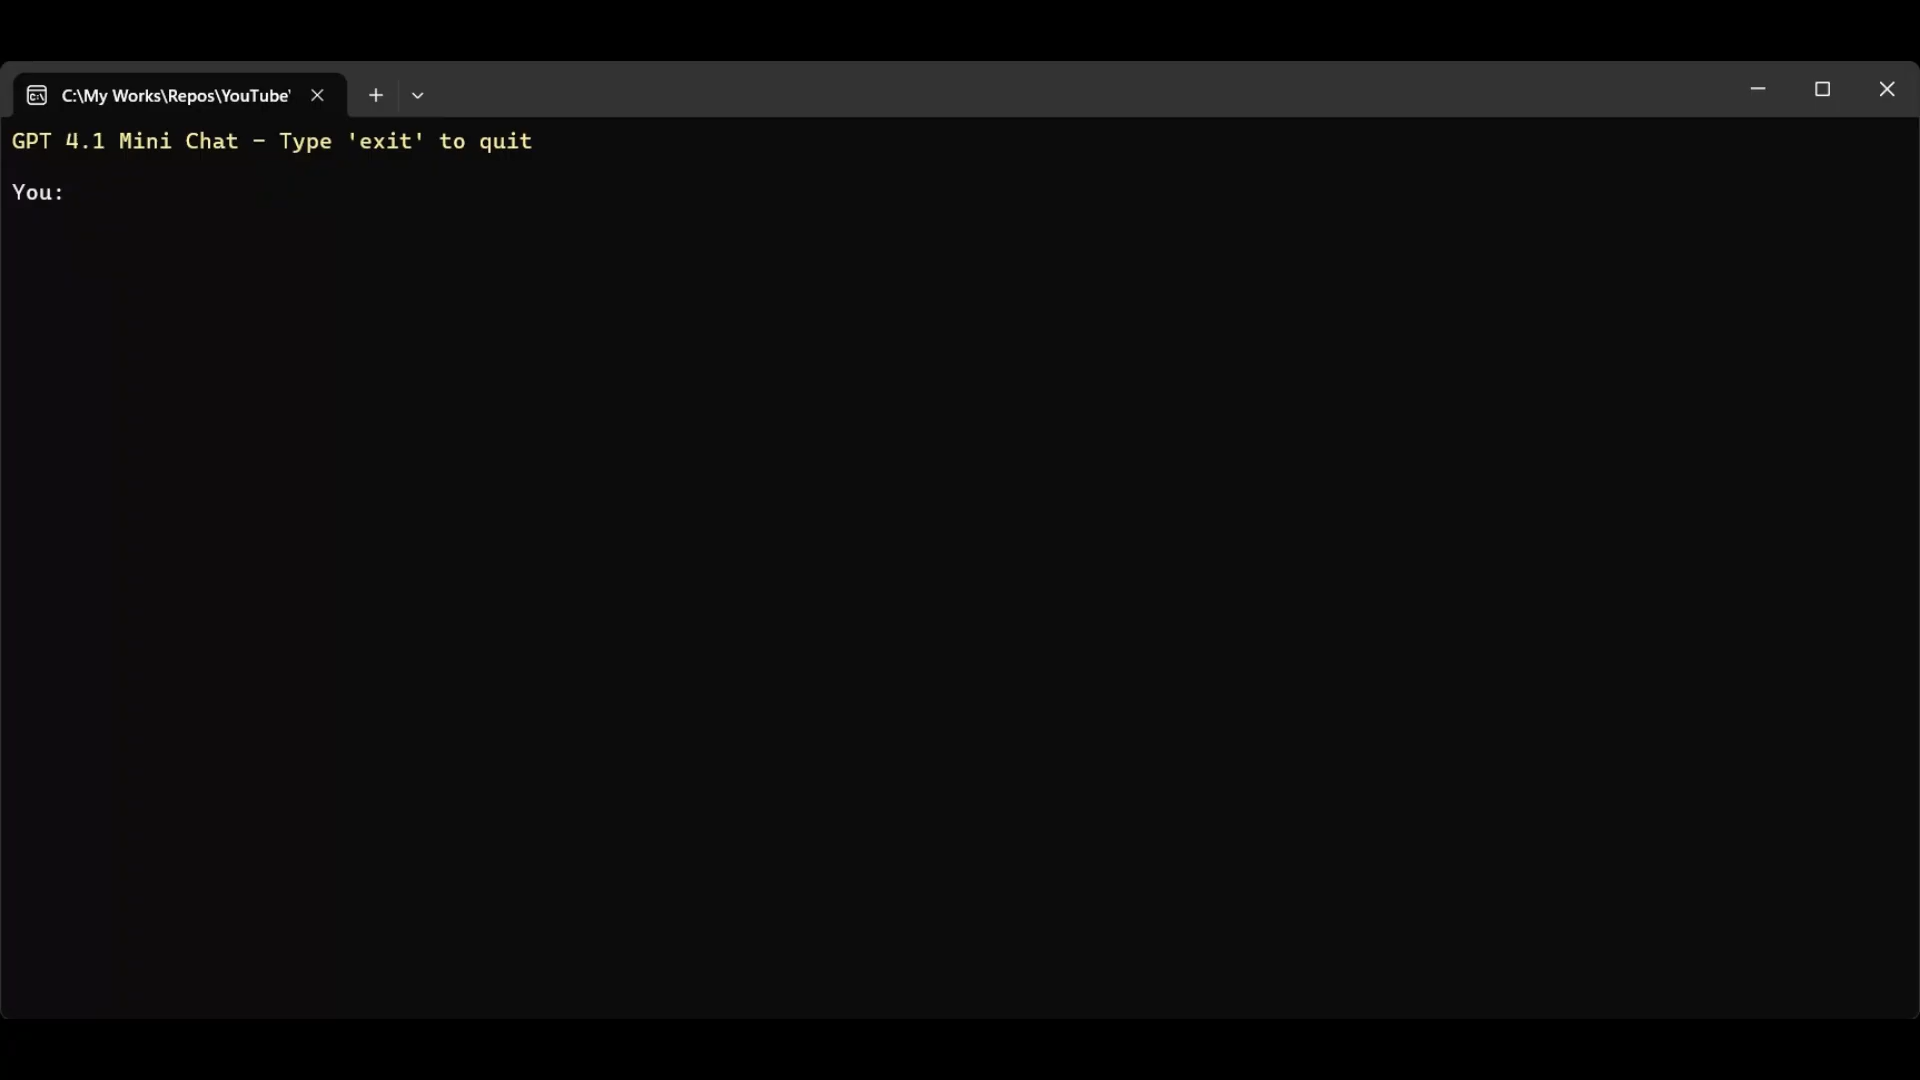 C:\My Works\Repos\YouTube'
GPT 4.1 Mini Chat - Type 'exit' to quit
You: